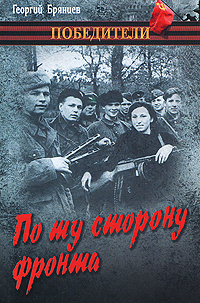 Георгий Брянцев
ПОБЕДИТЕЛИ
По ту сторону
фронта